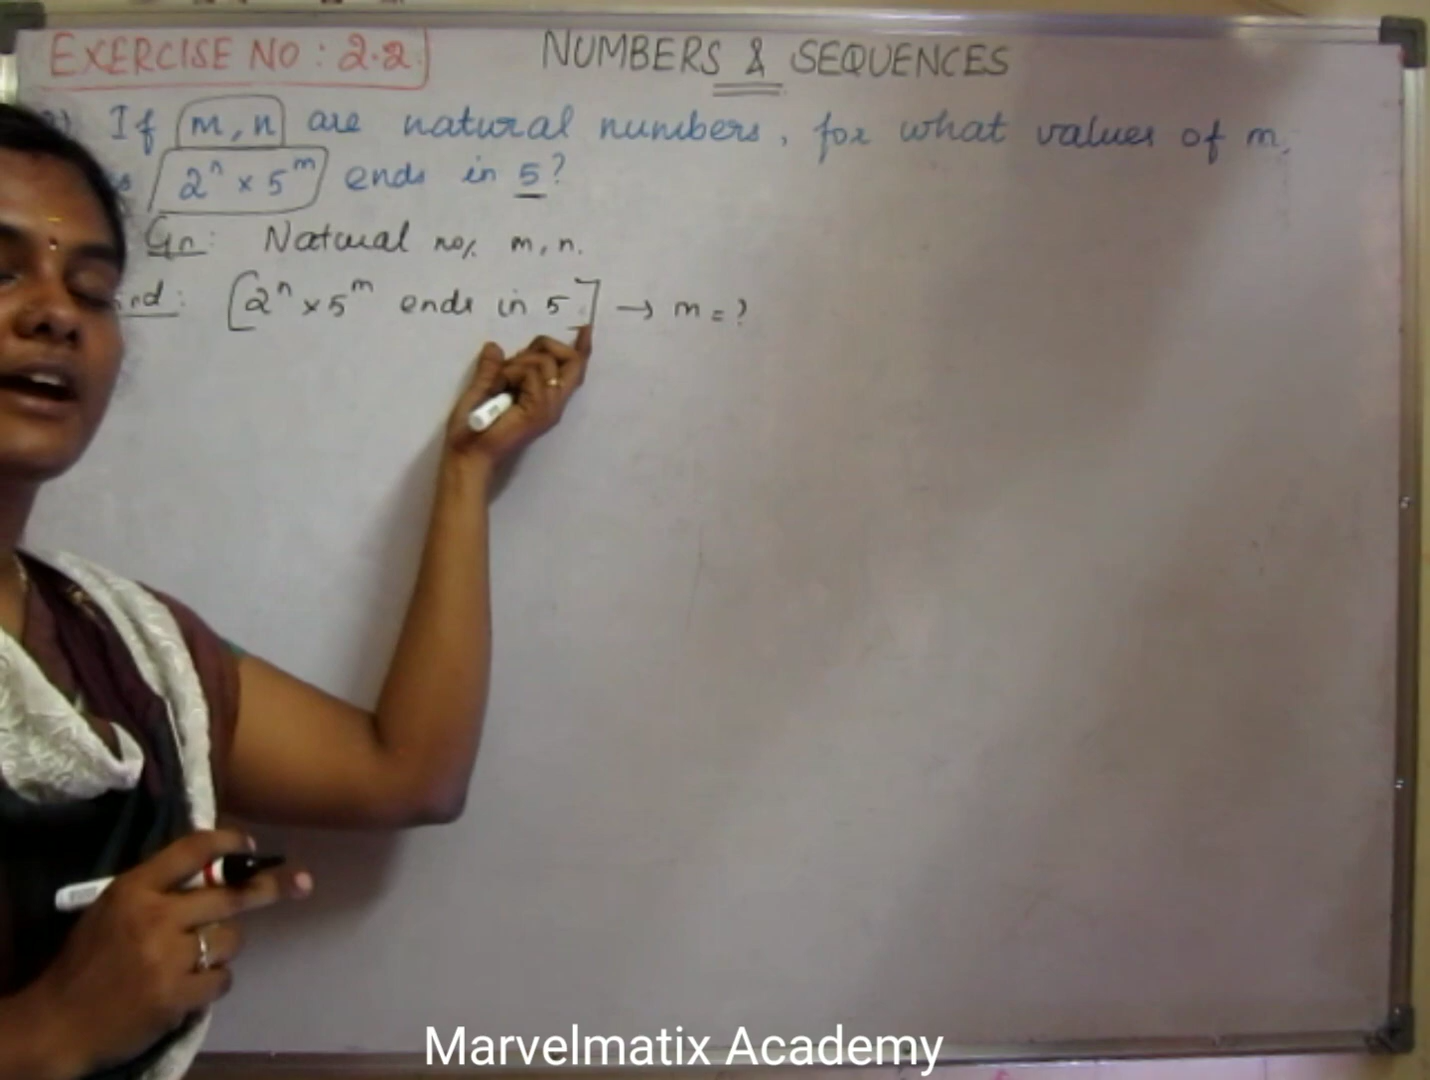 EXERCISE NO : 2.2.
NUMBERS & SEQUENCES
If m, n are natural numbers, for what values of m,
2ⁿ × 5ᵐ ends in 5?
Gn: Natural no/. m, n.
[2ⁿ × 5ᵐ ends in 5.] → m = ?
Marvelmatix Academy